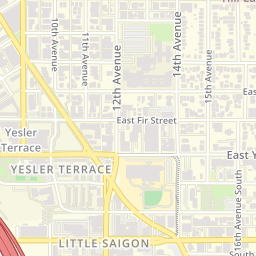 10th Avenue
11th Avenue
12th Avenue
14th Avenue
15th Avenue
East Fir Street
Yesler
Terrace
East Y
YESLER TERRACE
16th Avenue South
LITTLE SAIGON